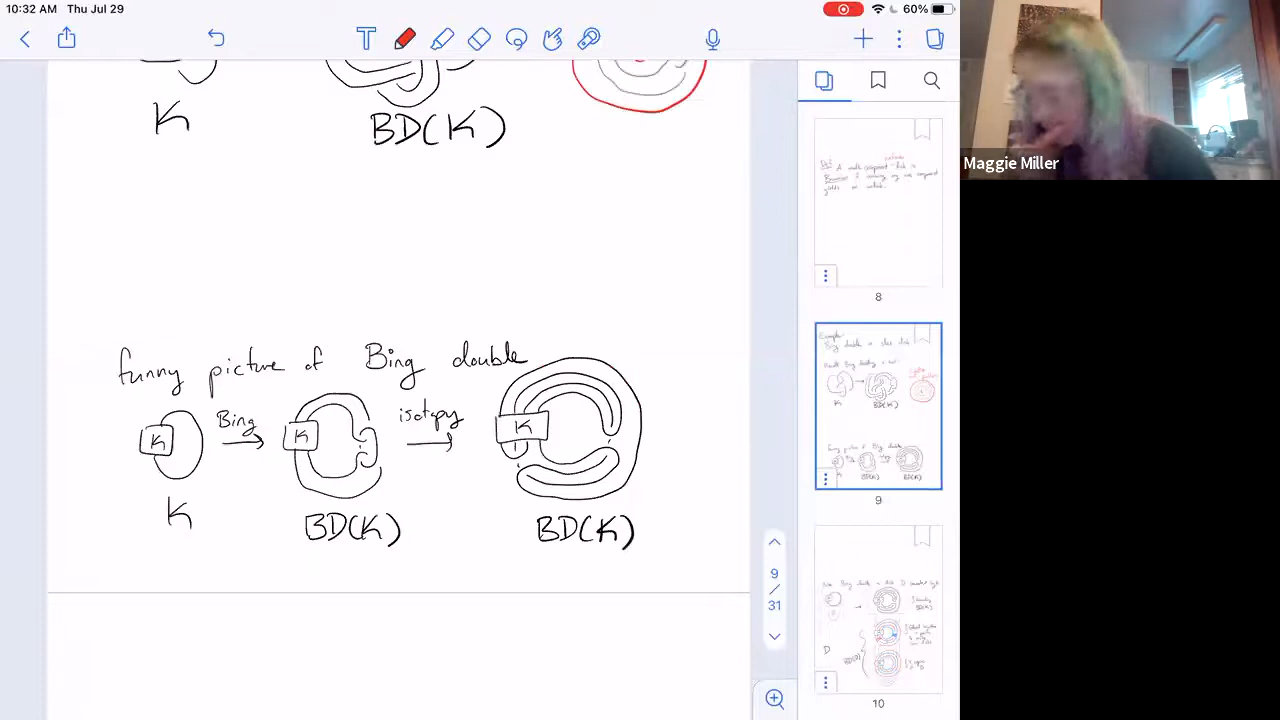 10:32 AM Thu Jul 29
60%
K
BD(K)
Maggie Miller
8
funny picture of Bing double
K
Bing
K
isotopy
K
K
BD(K)
BD(K)
9
9
/
31
10